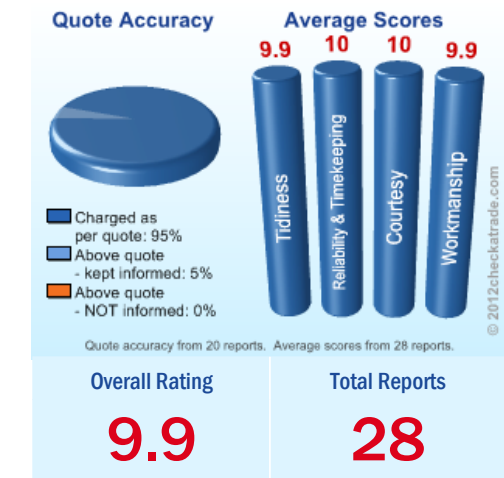 Quote Accuracy
Average Scores
9.9
10
10
9.9
Tidiness
Reliability & Timekeeping
Courtesy
Workmanship
Charged as
per quote: 95%
Above quote
- kept informed: 5%
Above quote
- NOT informed: 0%
© 2012checkatrade.com
Quote accuracy from 20 reports. Average scores from 28 reports.
Overall Rating
Total Reports
9.9
28